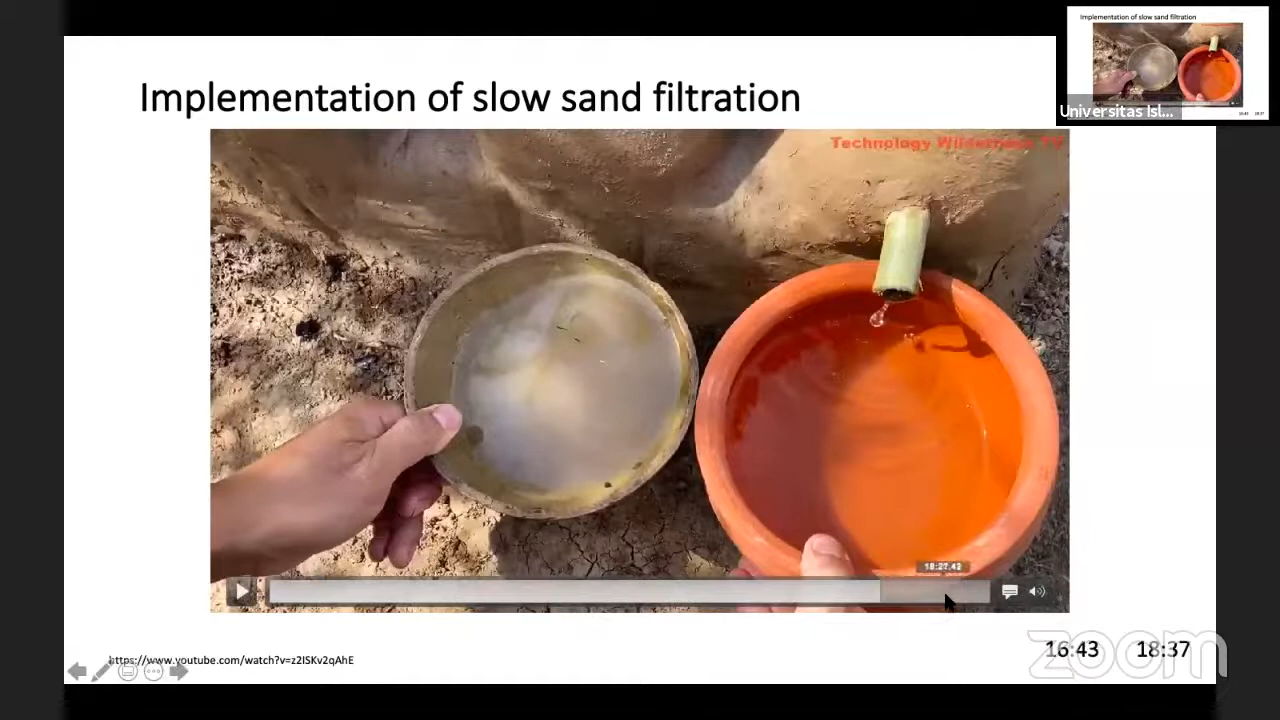 Implementation of slow sand filtration
Universitas Isl...
Implementation of slow sand filtration
Technology Wilderness TV
18:27.42
https://www.youtube.com/watch?v=z2ISKv2qAhE
16:43 18:37
zoom